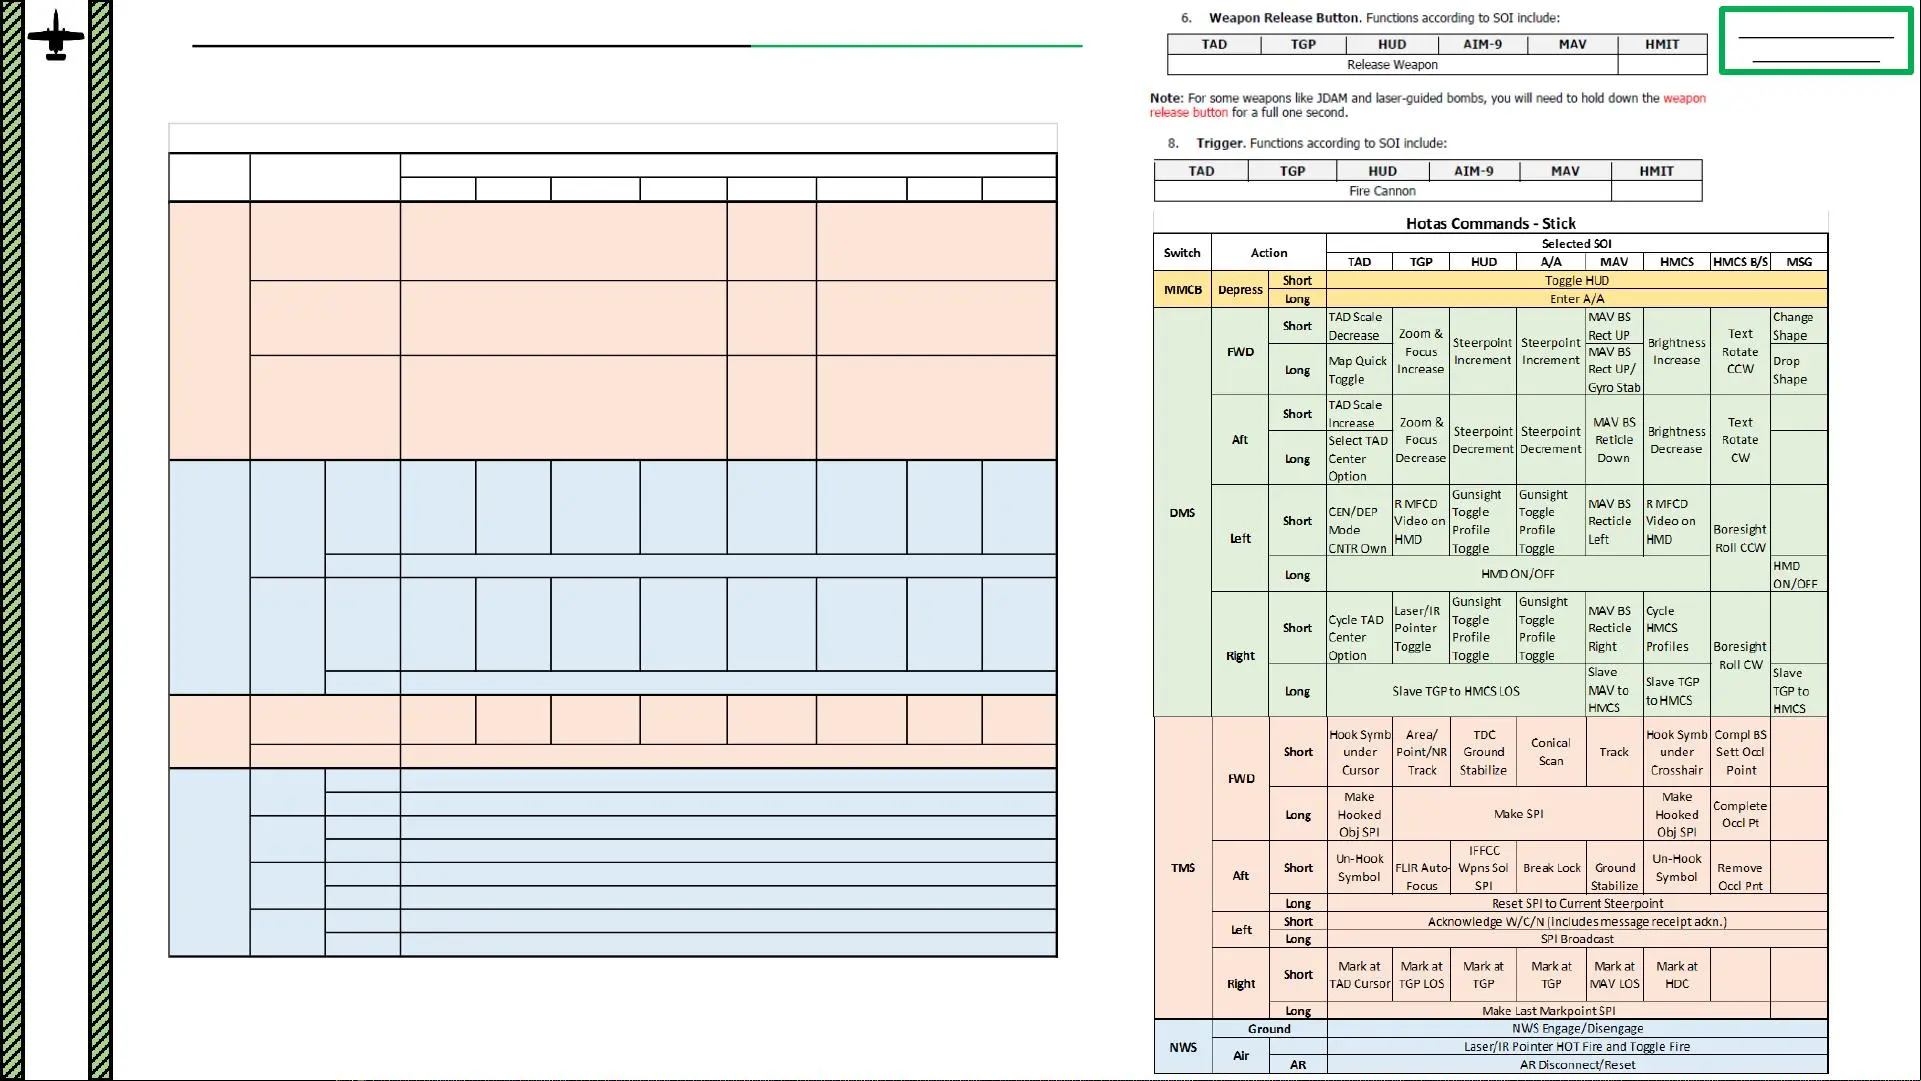 6. Weapon Release Button. Functions according to SOI include:
TAD TGP HUD AIM-9 MAV HMIT
Release Weapon
Note: For some weapons like JDAM and laser-guided bombs, you will need to hold down the weapon
release button for a full one second.
8. Trigger. Functions according to SOI include:
TAD TGP HUD AIM-9 MAV HMIT
Fire Cannon
Hotas Commands - Stick
Switch
Action
Selected SOI
TAD TGP HUD A/A MAV HMCS HMCS B/S MSG
MMCB
Depress
Short
Toggle HUD
Long
Enter A/A
DMS
FWD
Short
TAD Scale
Decrease
Zoom &
Focus
Increase
Steerpoint
Increment
Steerpoint
Increment
MAV BS
Rect UP
Brightness
Increase
Text
Rotate
CCW
Change
Shape
Long
Map Quick
Toggle
MAV BS
Rect UP/
Gyro Stab
Drop
Shape
Aft
Short
TAD Scale
Increase
Zoom &
Focus
Decrease
Steerpoint
Decrement
Steerpoint
Decrement
MAV BS
Reticle
Down
Brightness
Decrease
Text
Rotate
CW
Long
Select TAD
Center
Option
Left
Short
CEN/DEP
Mode
CNTR Own
R MFCD
Video on
HMD
Gunsight
Toggle
Profile
Toggle
Gunsight
Toggle
Profile
Toggle
MAV BS
Recticle
Left
R MFCD
Video on
HMD
Boresight
Roll CCW
Long
HMD ON/OFF
HMD
ON/OFF
Right
Short
Cycle TAD
Center
Option
Laser/IR
Pointer
Toggle
Gunsight
Toggle
Profile
Toggle
Gunsight
Toggle
Profile
Toggle
MAV BS
Recticle
Right
Cycle
HMCS
Profiles
Boresight
Roll CW
Long
Slave TGP to HMCS LOS
Slave
MAV to
HMCS
Slave TGP
to HMCS
Slave
TGP to
HMCS
TMS
FWD
Short
Hook Symb
under
Cursor
Area/
Point/NR
Track
TDC
Ground
Stabilize
Conical
Scan
Track
Hook Symb
under
Crosshair
Compl BS
Sett Occl
Point
Long
Make
Hooked
Obj SPI
Make SPI
Make
Hooked
Obj SPI
Complete
Occl Pt
Aft
Short
Un-Hook
Symbol
FLIR Auto-
Focus
IFFCC
Wpns Sol
SPI
Break Lock
Ground
Stabilize
Un-Hook
Symbol
Remove
Occl Pnt
Long
Reset SPI to Current Steerpoint
Left
Short
Acknowledge W/C/N (includes message receipt ackn.)
Long
SPI Broadcast
Right
Short
Mark at
TAD Cursor
Mark at
TGP LOS
Mark at
TGP
Mark at
TGP
Mark at
MAV LOS
Mark at
HDC
Long
Make Last Markpoint SPI
NWS
Ground
NWS Engage/Disengage
Air
Laser/IR Pointer HOT Fire and Toggle Fire
AR
AR Disconnect/Reset